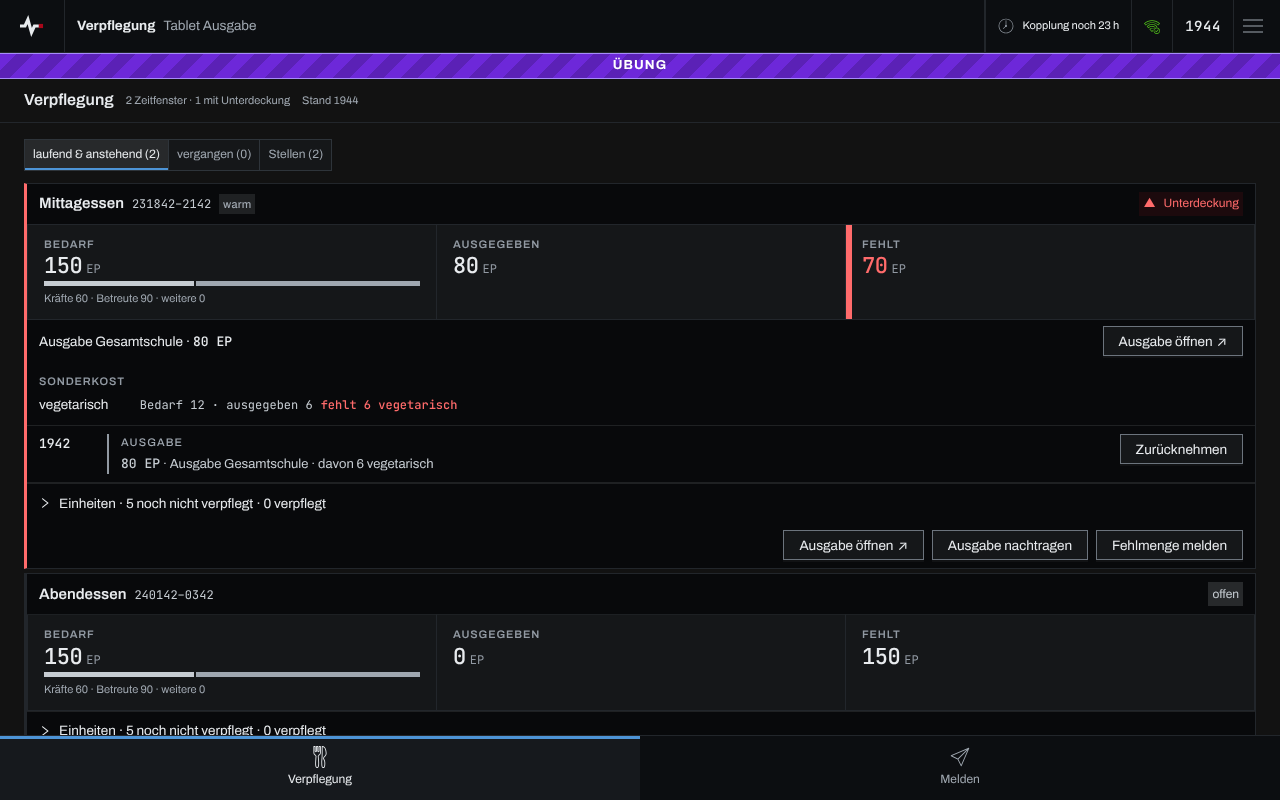 Verpflegung Tablet Ausgabe
Kopplung noch 23 h
1944
ÜBUNG
Verpflegung 2 Zeitfenster · 1 mit Unterdeckung Stand 1944
laufend & anstehend (2) vergangen (0) Stellen (2)
Mittagessen 231842–2142 warm
Unterdeckung
BEDARF
150 EP
Kräfte 60 · Betreute 90 · weitere 0
AUSGEGEBEN
80 EP
FEHLT
70 EP
Ausgabe Gesamtschule · 80 EP
Ausgabe öffnen ↗
SONDERKOST
vegetarisch Bedarf 12 · ausgegeben 6 fehlt 6 vegetarisch
1942
AUSGABE
80 EP · Ausgabe Gesamtschule · davon 6 vegetarisch
Zurücknehmen
Einheiten · 5 noch nicht verpflegt · 0 verpflegt
Ausgabe öffnen ↗ Ausgabe nachtragen Fehlmenge melden
Abendessen 240142–0342
offen
BEDARF
150 EP
Kräfte 60 · Betreute 90 · weitere 0
AUSGEGEBEN
0 EP
FEHLT
150 EP
Einheiten · 5 noch nicht verpflegt · 0 verpflegt
Verpflegung
Melden